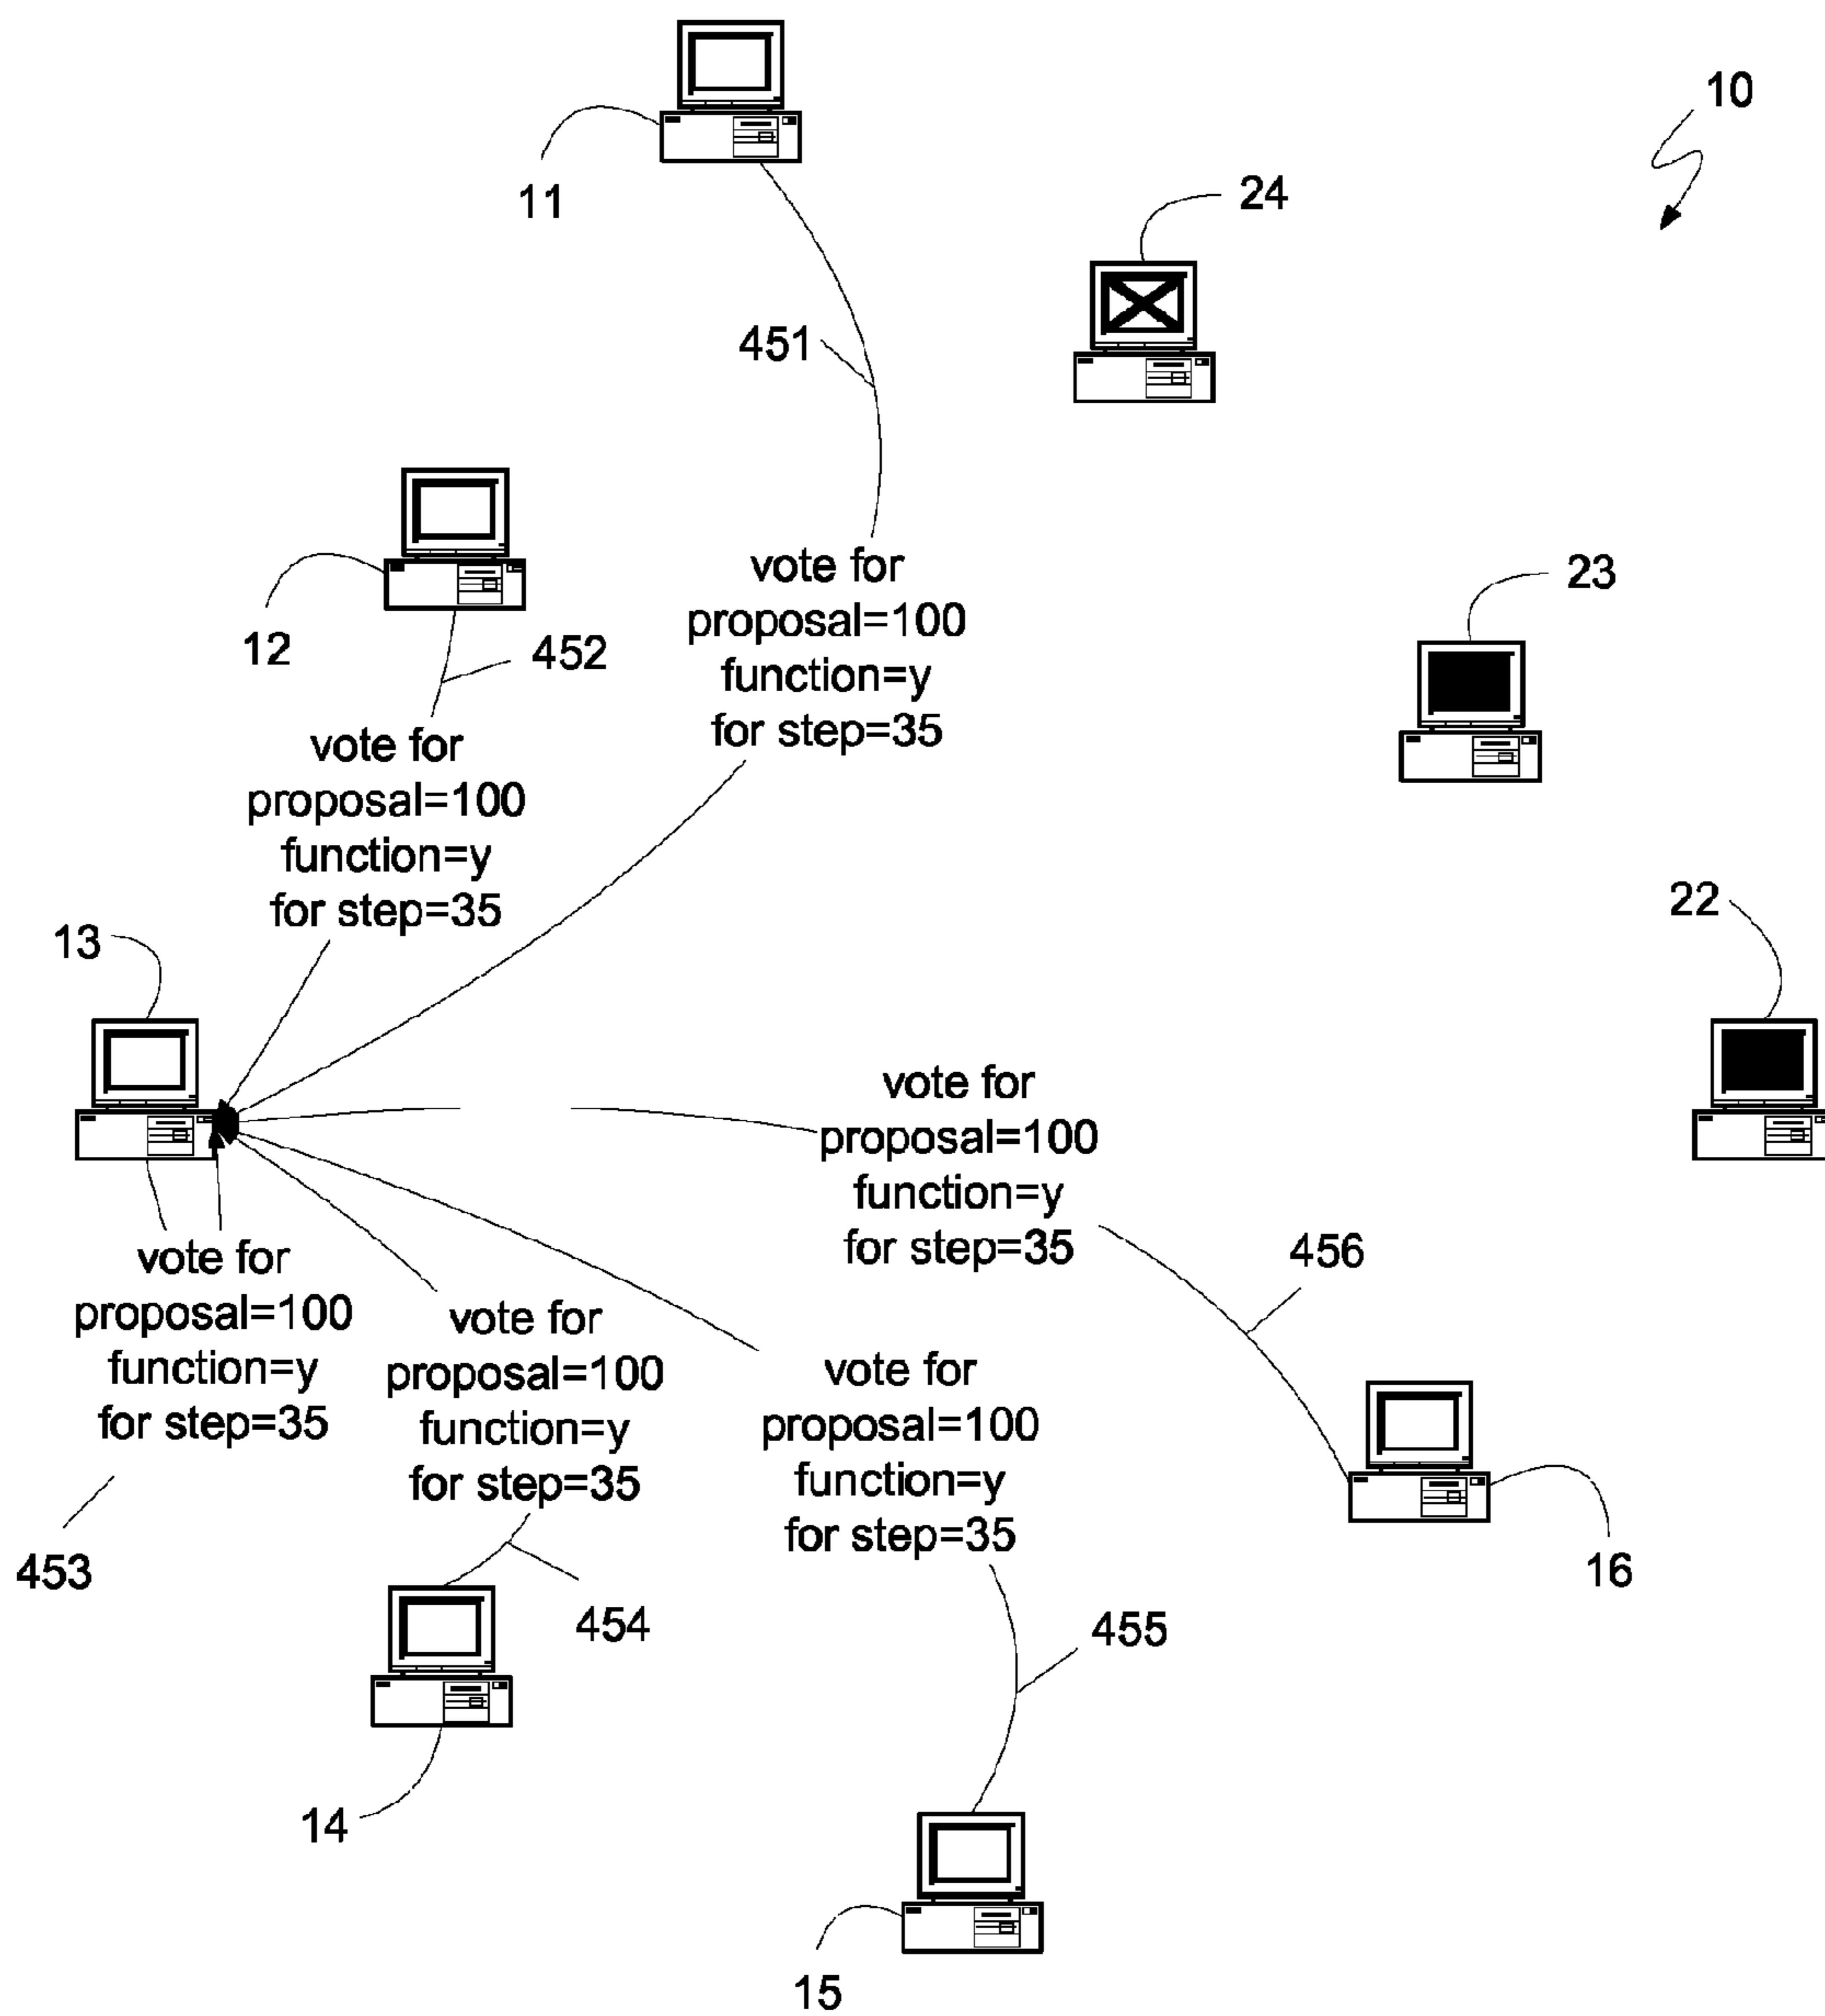 10
11
24
451
vote for
proposal=100
function=y
for step=35
23
12
452
vote for
proposal=100
function=y
for step=35
22
13
vote for
proposal=100
function=y
for step=35
456
vote for
proposal=100
function=y
for step=35
453
vote for
proposal=100
function=y
for step=35
454
14
vote for
proposal=100
function=y
for step=35
455
16
15